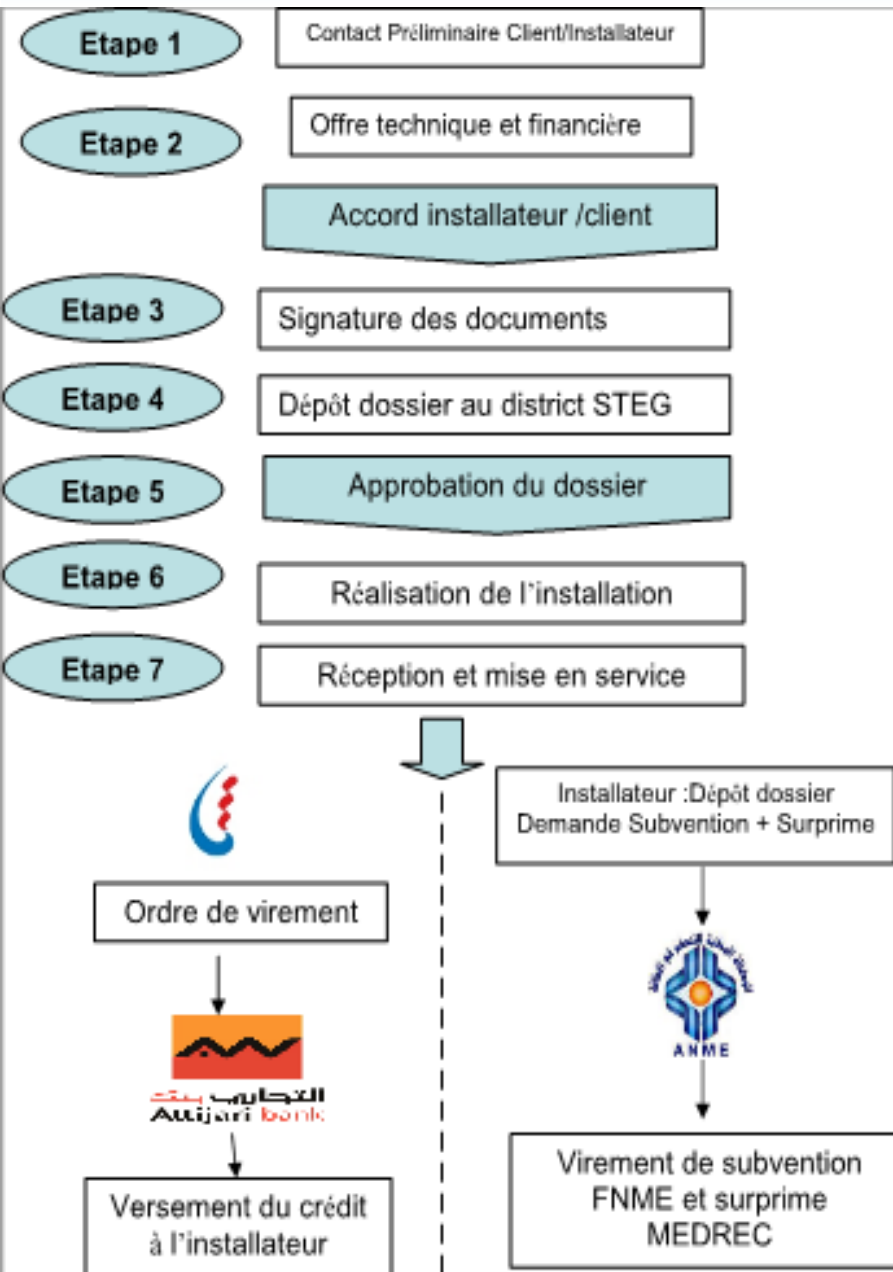 Etape 1
Contact Préliminaire Client/Installateur
Etape 2
Offre technique et financière
Accord installateur /client
Etape 3
Signature des documents
Etape 4
Dépôt dossier au district STEG
Etape 5
Approbation du dossier
Etape 6
Réalisation de l'installation
Etape 7
Réception et mise en service
Ordre de virement
التجاري بنك
Attijari bank
Versement du crédit
à l'installateur
Installateur :Dépôt dossier
Demande Subvention + Surprime
ANME
Virement de subvention
FNME et surprime
MEDREC